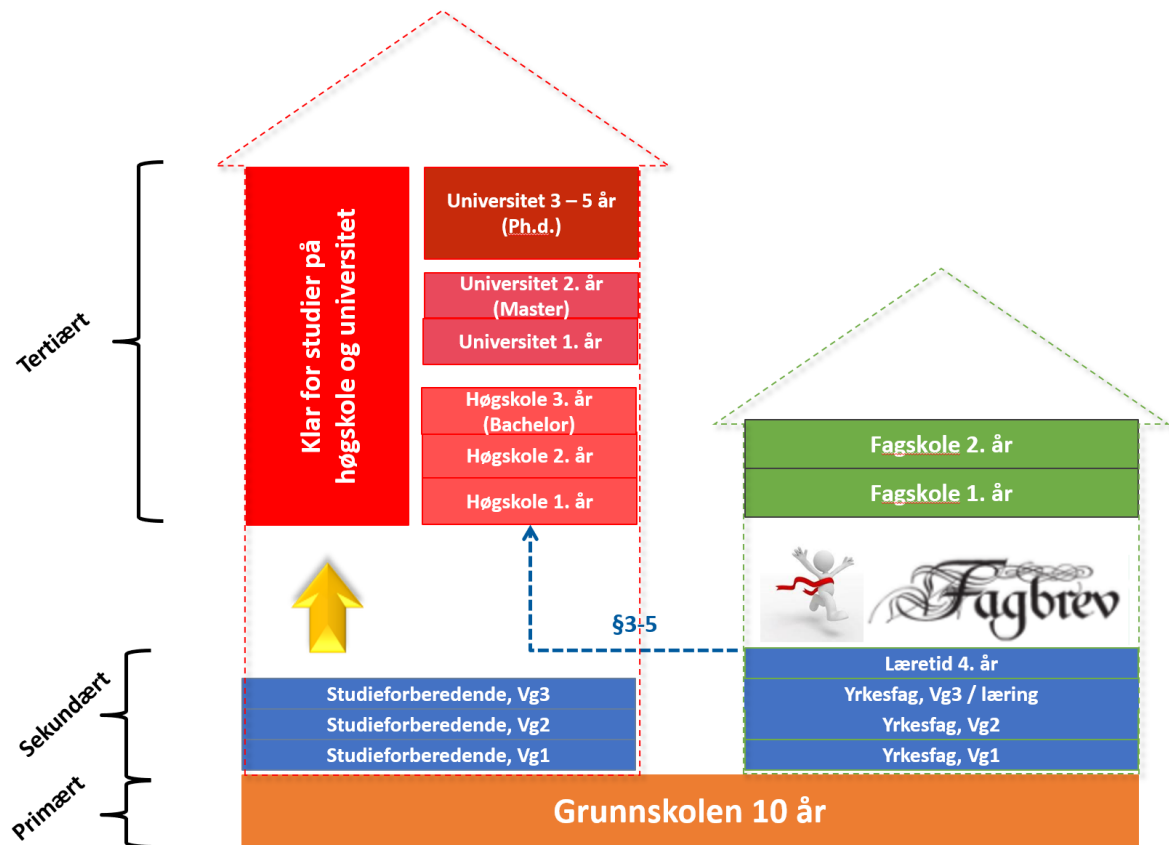 Tertiært
Klar for studier på
høgskole og universitet
Universitet 3 – 5 år
(Ph.d.)
Universitet 2. år
(Master)
Universitet 1. år
Høgskole 3. år
(Bachelor)
Høgskole 2. år
Høgskole 1. år
Fagskole 2. år
Fagskole 1. år
Fagbrev
§3-5
Sekundært
Læretid 4. år
Studieforberedende, Vg3
Yrkesfag, Vg3 / læring
Studieforberedende, Vg2
Yrkesfag, Vg2
Studieforberedende, Vg1
Yrkesfag, Vg1
Primært
Grunnskolen 10 år